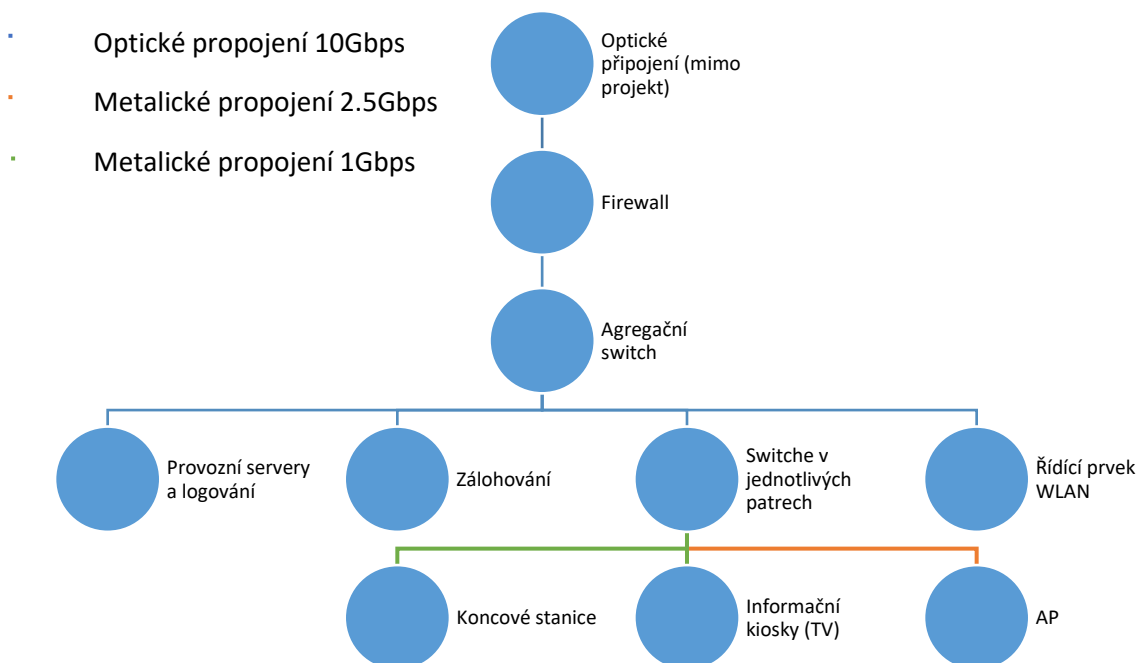 Optické propojení 10Gbps
Metalické propojení 2.5Gbps
Metalické propojení 1Gbps
Optické
připojení (mimo
projekt)
Firewall
Agregační
switch
Provozní servery
a logování
Zálohování
Switche v
jednotlivých
patrech
Řídící prvek
WLAN
Koncové stanice
Informační
kiosky (TV)
AP